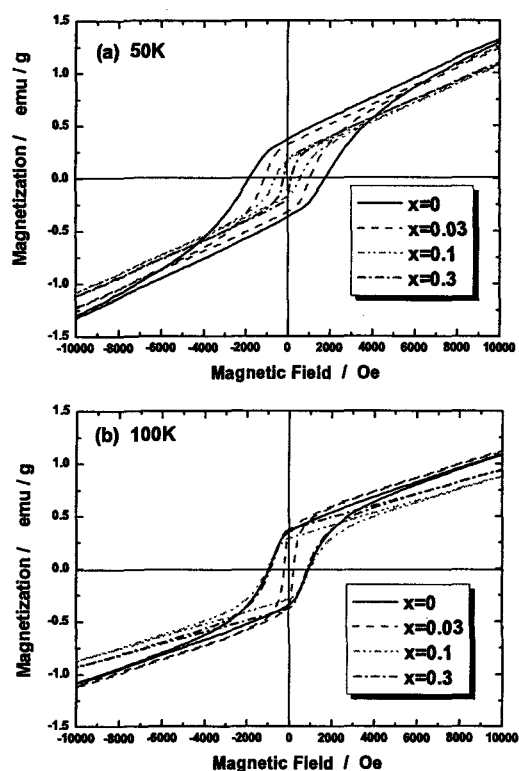 (a) 50K
Magnetization / emu / g
1.5
1.0
0.5
0.0
-0.5
-1.0
-1.5
x=0
x=0.03
x=0.1
x=0.3
-10000 -8000 -6000 -4000 -2000 0 2000 4000 6000 8000 10000
Magnetic Field / Oe
(b) 100K
Magnetization / emu / g
1.5
1.0
0.5
0.0
-0.5
-1.0
-1.5
x=0
x=0.03
x=0.1
x=0.3
-10000 -8000 -6000 -4000 -2000 0 2000 4000 6000 8000 10000
Magnetic Field / Oe